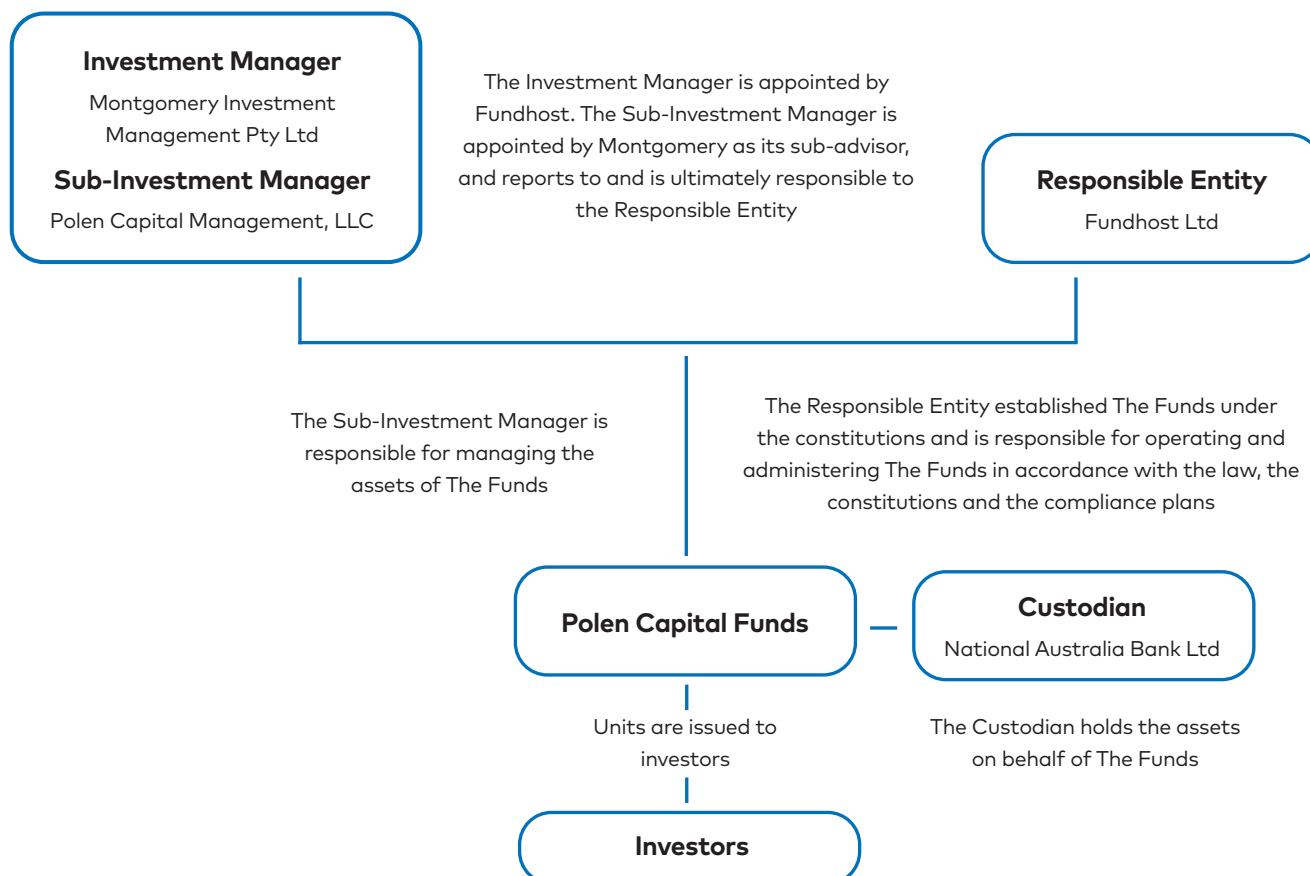 Investment Manager
Montgomery Investment
Management Pty Ltd
Sub-Investment Manager
Polen Capital Management, LLC
The Investment Manager is appointed by
Fundhost. The Sub-Investment Manager is
appointed by Montgomery as its sub-advisor,
and reports to and is ultimately responsible to
the Responsible Entity
Responsible Entity
Fundhost Ltd
The Sub-Investment Manager is
responsible for managing the
assets of The Funds
The Responsible Entity established The Funds under
the constitutions and is responsible for operating and
administering The Funds in accordance with the law, the
constitutions and the compliance plans
Polen Capital Funds
Custodian
National Australia Bank Ltd
Units are issued to
investors
The Custodian holds the assets
on behalf of The Funds
Investors